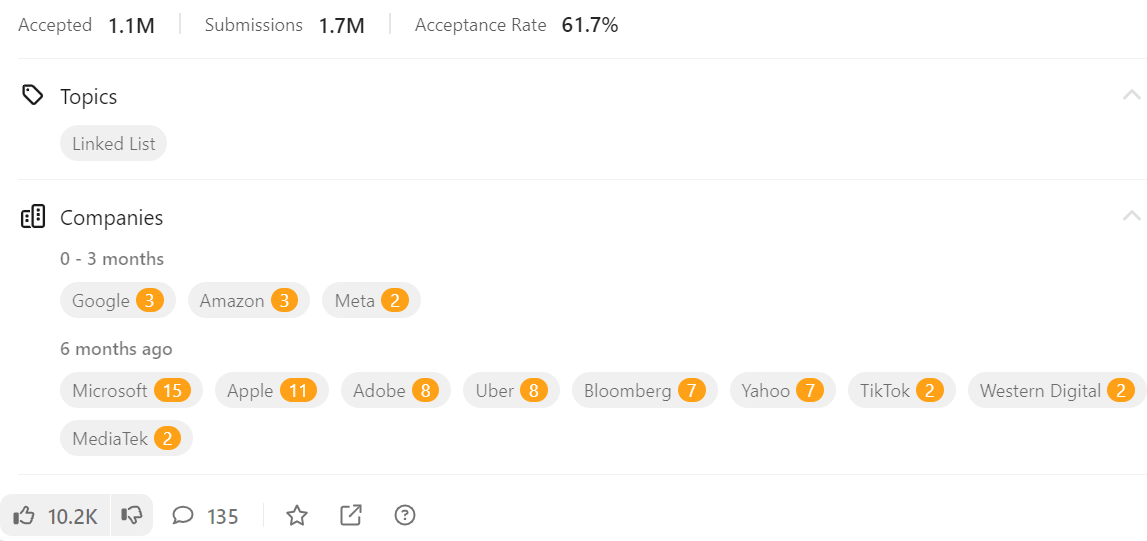 Accepted 1.1M Submissions 1.7M Acceptance Rate 61.7%
Topics
Linked List
Companies
0 - 3 months
Google 3 Amazon 3 Meta 2
6 months ago
Microsoft 15 Apple 11 Adobe 8 Uber 8 Bloomberg 7 Yahoo 7 TikTok 2 Western Digital 2
MediaTek 2
10.2K 135